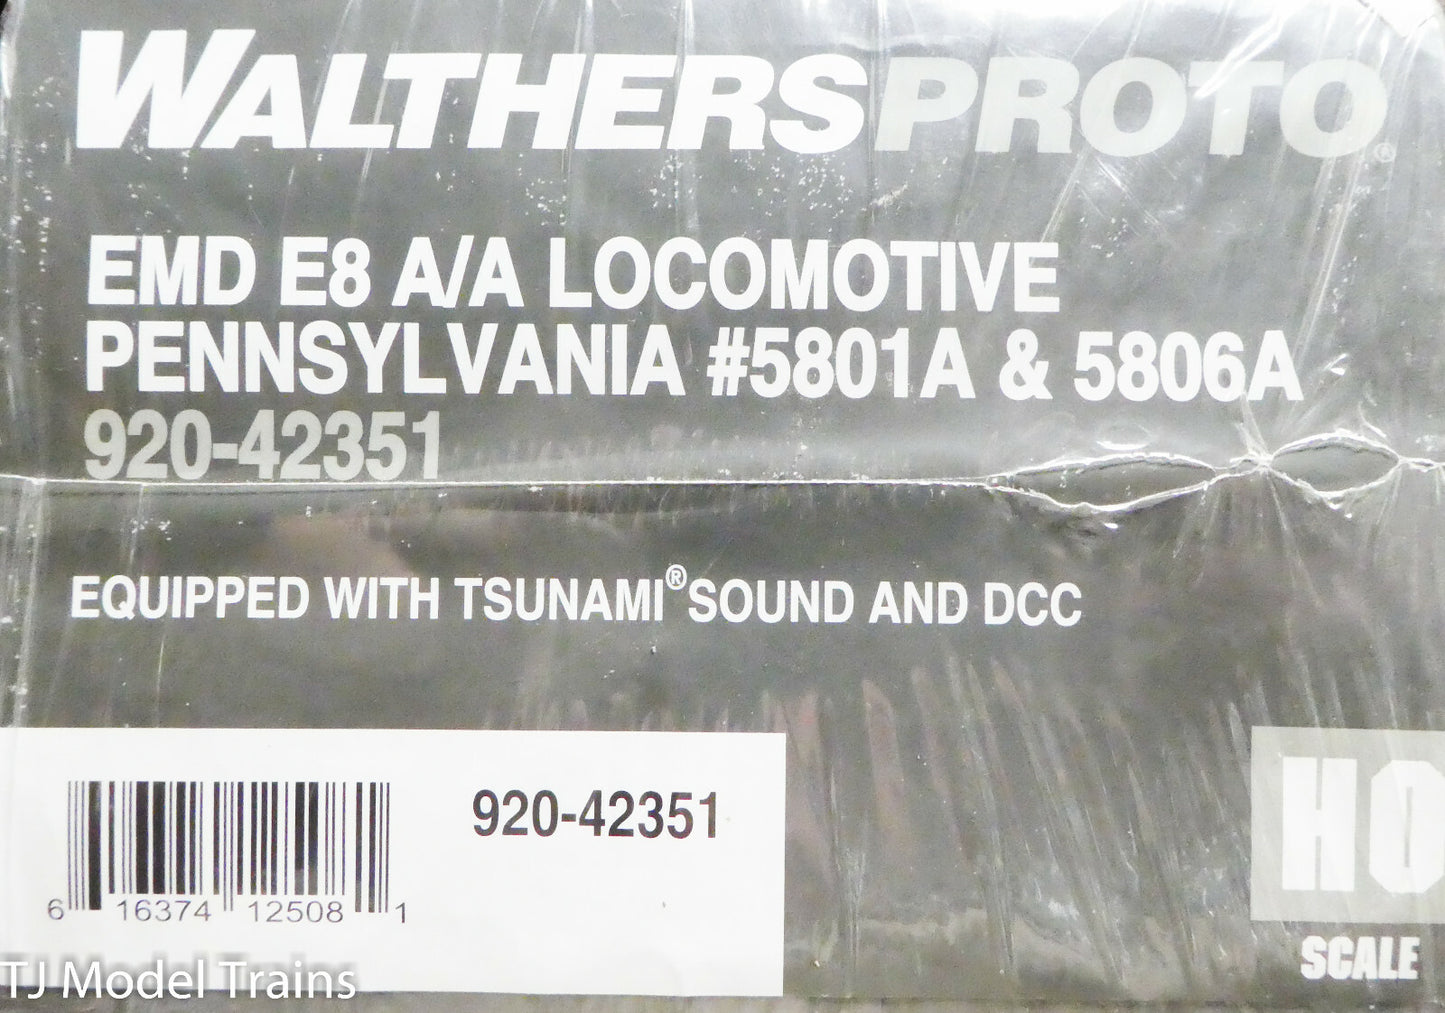 WALTHERSPROTO®
EMD E8 A/A LOCOMOTIVE
PENNSYLVANIA #5801A & 5806A
920-42351
EQUIPPED WITH TSUNAMI® SOUND AND DCC
920-42351
6 16374 12508 1
HO
SCALE
TJ Model Trains